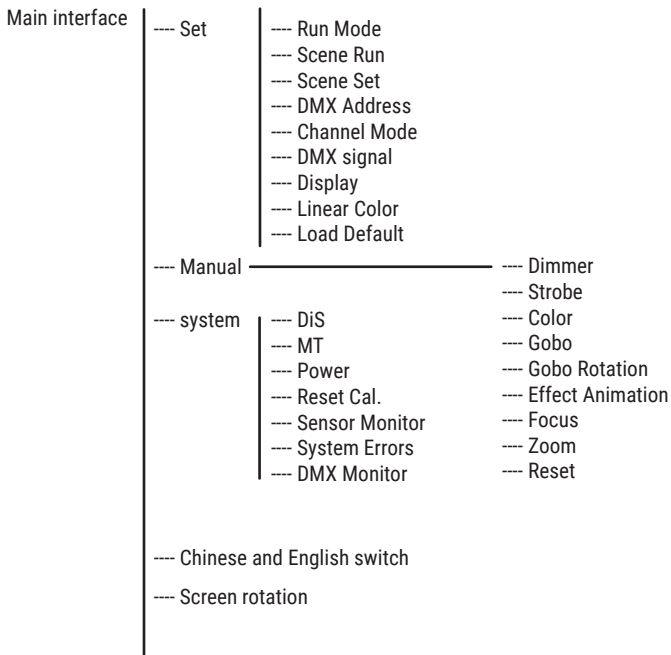 Main interface
---- Set
---- Run Mode
---- Scene Run
---- Scene Set
---- DMX Address
---- Channel Mode
---- DMX signal
---- Display
---- Linear Color
---- Load Default
---- Manual
---- Dimmer
---- Strobe
---- Color
---- Gobo
---- Gobo Rotation
---- Effect Animation
---- Focus
---- Zoom
---- Reset
---- system
---- DiS
---- MT
---- Power
---- Reset Cal.
---- Sensor Monitor
---- System Errors
---- DMX Monitor
---- Chinese and English switch
---- Screen rotation